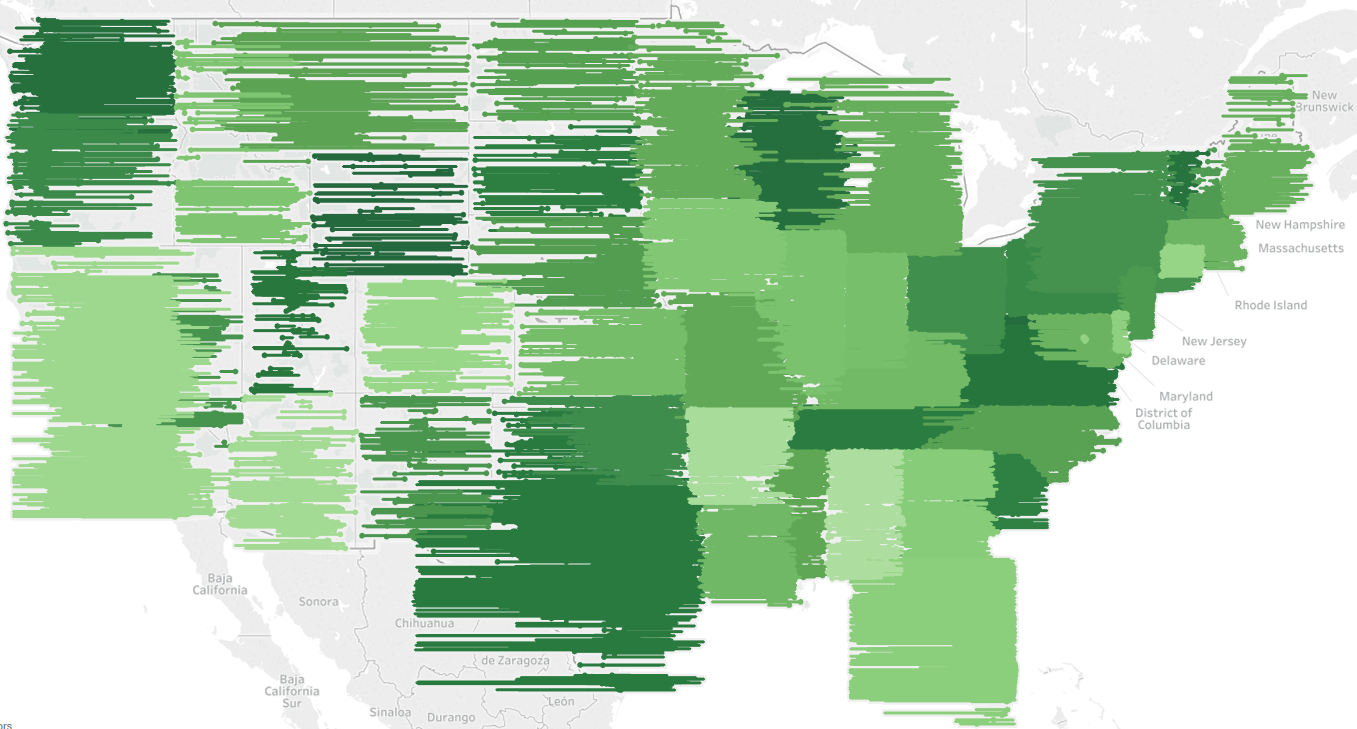 New
Brunswick
New Hampshire
Massachusetts
Rhode Island
New Jersey
Delaware
Maryland
District of
Columbia
Baja
California
Sonora
Chihuahua
de Zaragoza
Baja
California
Sur
León
Sinaloa
Durango
ors